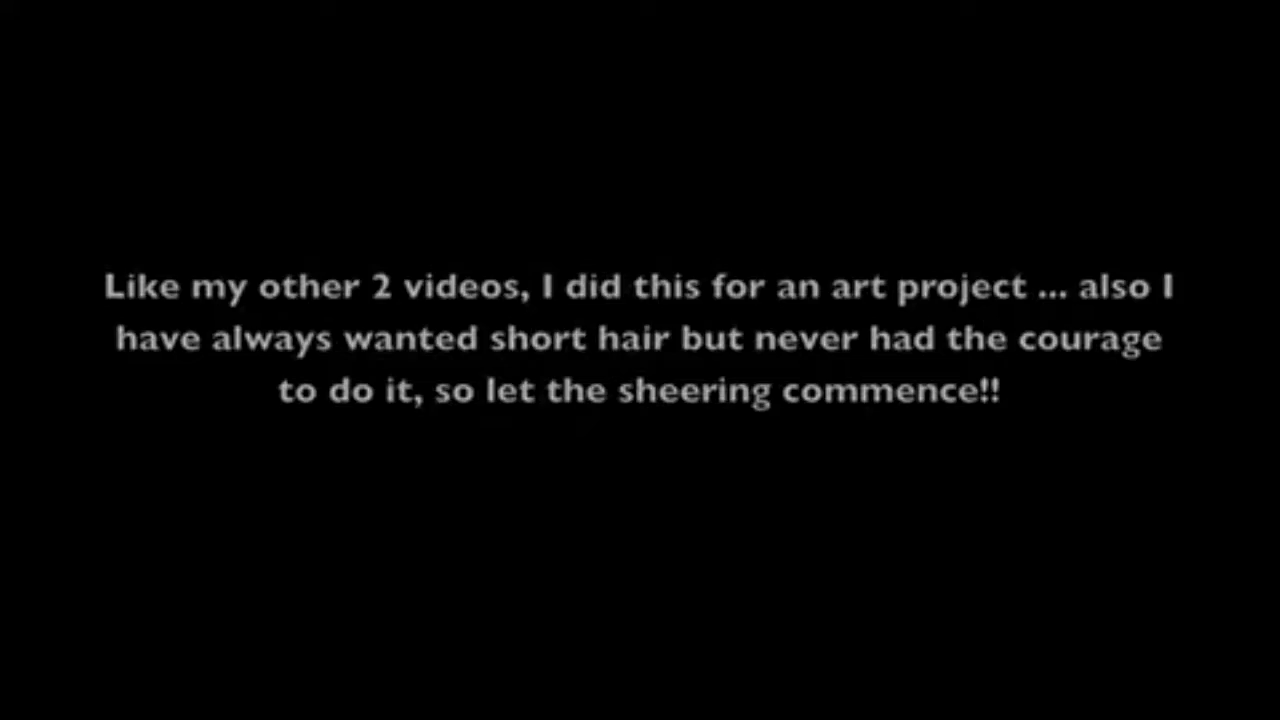 Like my other 2 videos, I did this for an art project ... also I
have always wanted short hair but never had the courage
to do it, so let the sheering commence!!